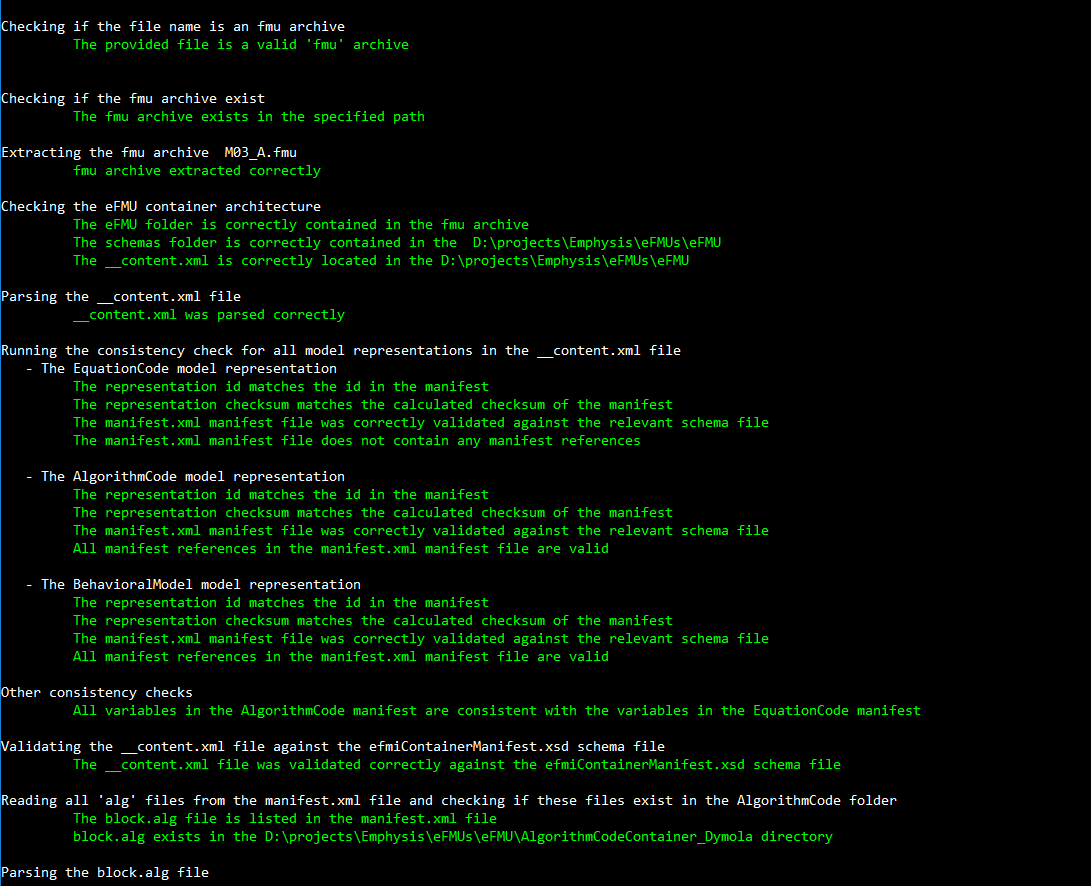 Checking if the file name is an fmu archive
The provided file is a valid 'fmu' archive
Checking if the fmu archive exist
The fmu archive exists in the specified path
Extracting the fmu archive  M03_A.fmu
fmu archive extracted correctly
Checking the eFMU container architecture
The eFMU folder is correctly contained in the fmu archive
The schemas folder is correctly contained in the  D:\projects\Emphysis\eFMUs\eFMU
The __content.xml is correctly located in the D:\projects\Emphysis\eFMUs\eFMU
Parsing the __content.xml file
__content.xml was parsed correctly
Running the consistency check for all model representations in the __content.xml file
- The EquationCode model representation
The representation id matches the id in the manifest
The representation checksum matches the calculated checksum of the manifest
The manifest.xml manifest file was correctly validated against the relevant schema file
The manifest.xml manifest file does not contain any manifest references
- The AlgorithmCode model representation
The representation id matches the id in the manifest
The representation checksum matches the calculated checksum of the manifest
The manifest.xml manifest file was correctly validated against the relevant schema file
All manifest references in the manifest.xml manifest file are valid
- The BehavioralModel model representation
The representation id matches the id in the manifest
The representation checksum matches the calculated checksum of the manifest
The manifest.xml manifest file was correctly validated against the relevant schema file
All manifest references in the manifest.xml manifest file are valid
Other consistency checks
All variables in the AlgorithmCode manifest are consistent with the variables in the EquationCode manifest
Validating the __content.xml file against the efmiContainerManifest.xsd schema file
The __content.xml file was validated correctly against the efmiContainerManifest.xsd schema file
Reading all 'alg' files from the manifest.xml file and checking if these files exist in the AlgorithmCode folder
The block.alg file is listed in the manifest.xml file
block.alg exists in the D:\projects\Emphysis\eFMUs\eFMU\AlgorithmCodeContainer_Dymola directory
Parsing the block.alg file